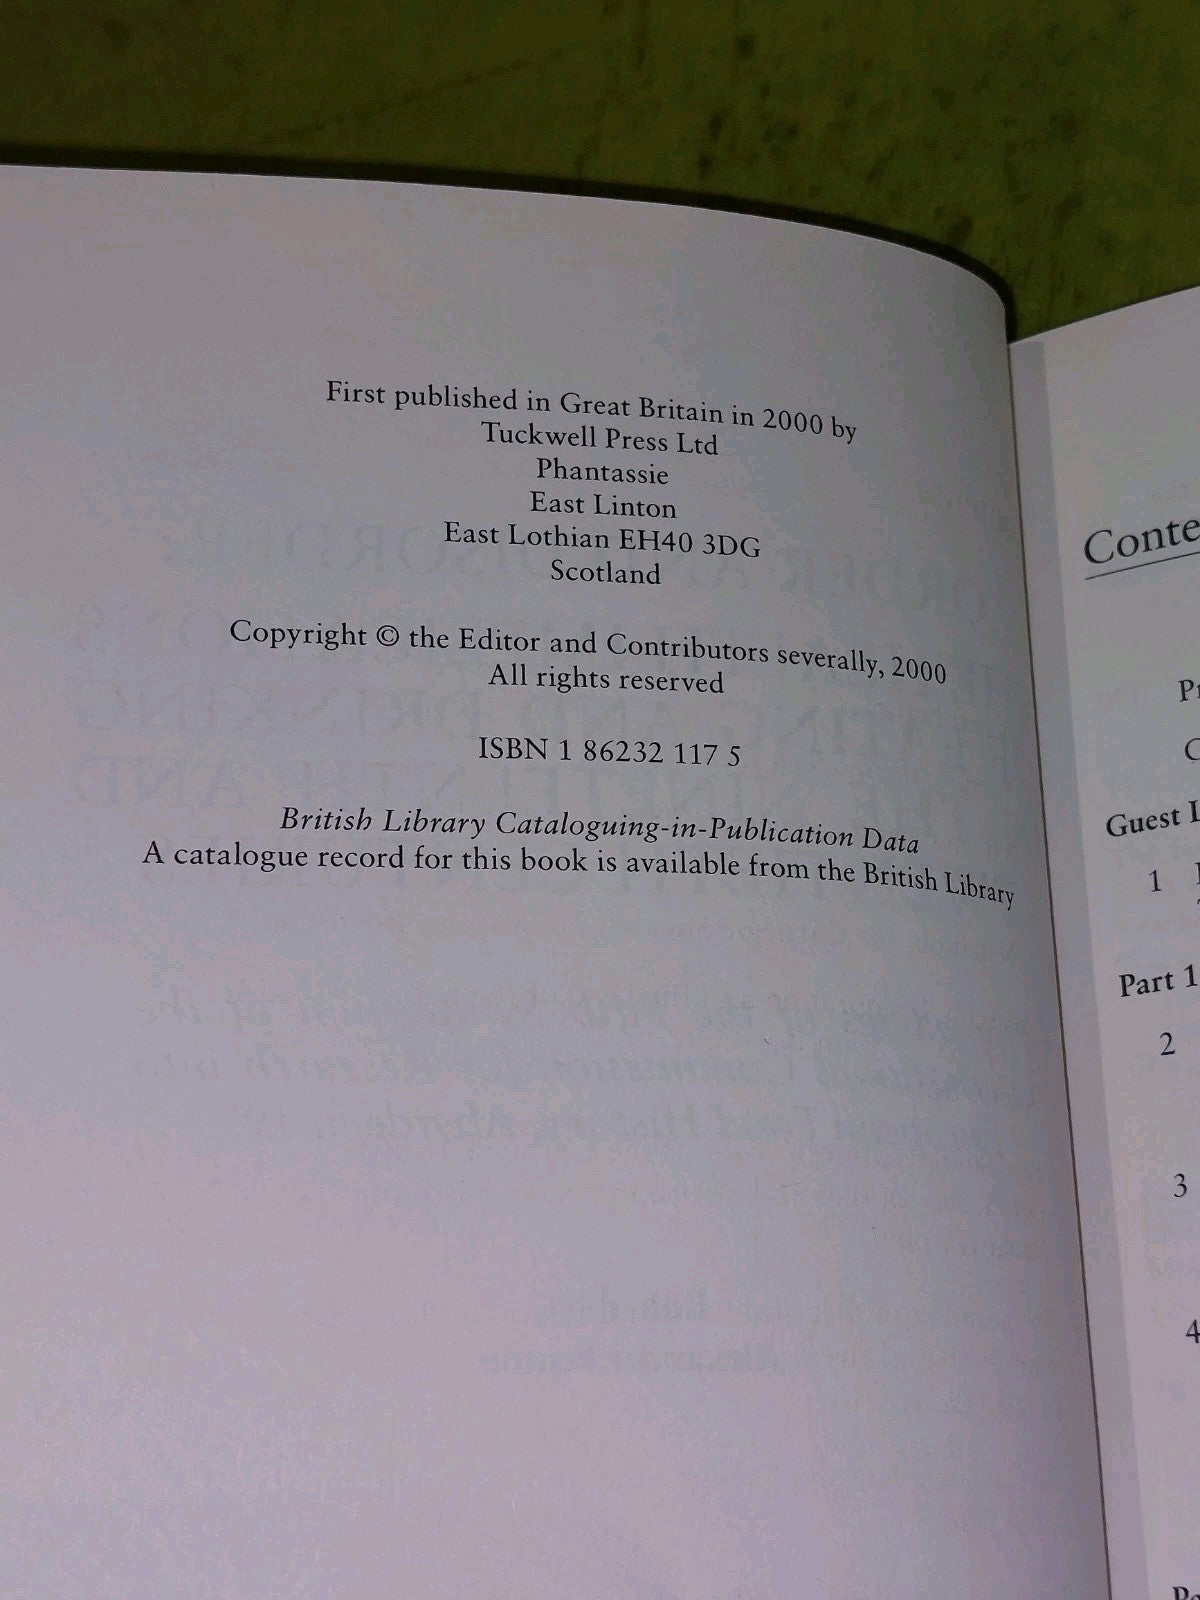 First published in Great Britain in 2000 by
Tuckwell Press Ltd
Phantassie
East Linton
East Lothian EH40 3DG
Scotland
Copyright © the Editor and Contributors severally, 2000
All rights reserved
ISBN 1 86232 117 5
British Library Cataloguing-in-Publication Data
A catalogue record for this book is available from the British Library
Guest
1
Part 1
2
3
4